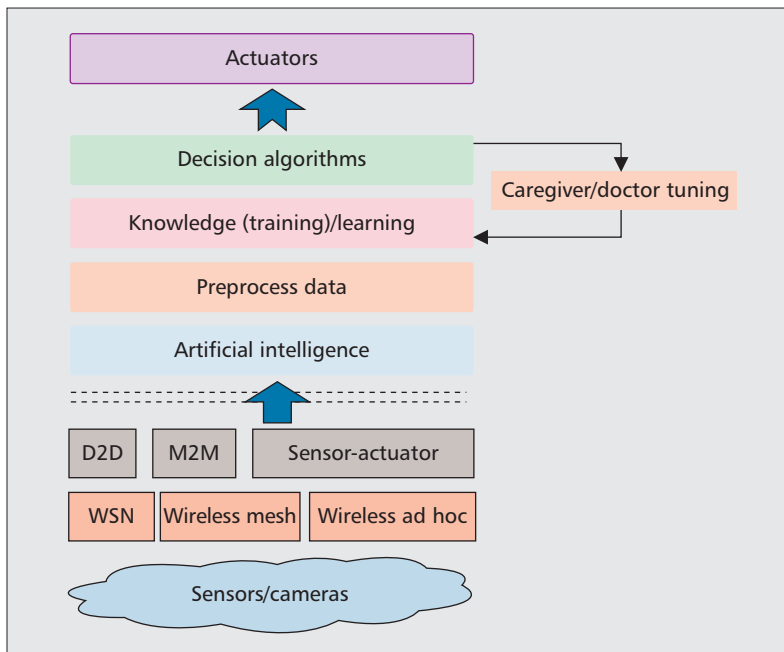 Actuators
Decision algorithms
Caregiver/doctor tuning
Knowledge (training)/learning
Preprocess data
Artificial intelligence
D2D
M2M
Sensor-actuator
WSN
Wireless mesh
Wireless ad hoc
Sensors/cameras